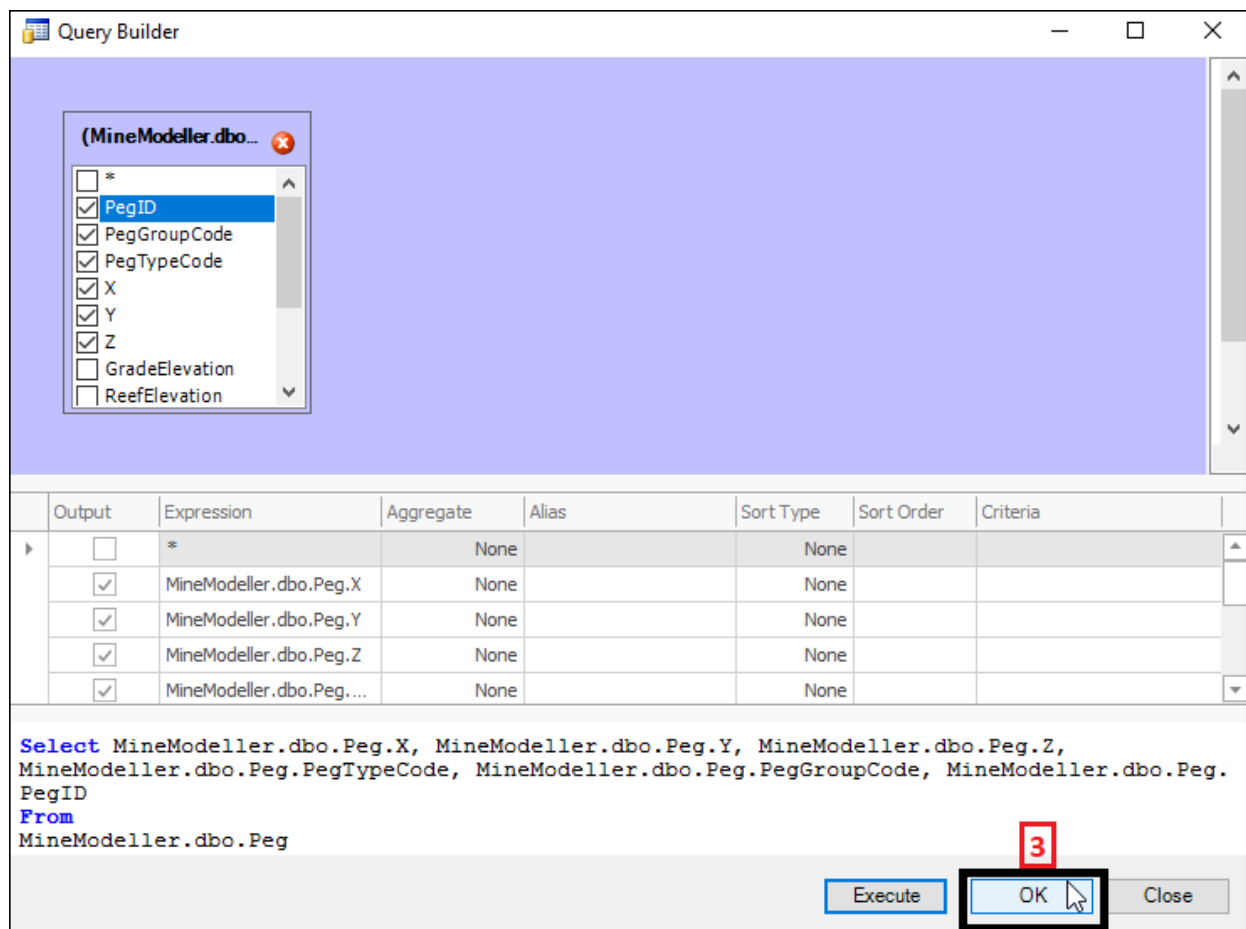 Query Builder
(MineModeller.dbo...
*
PegID
PegGroupCode
PegTypeCode
X
Y
Z
GradeElevation
ReefElevation
Output Expression Aggregate Alias Sort Type Sort Order Criteria
* None None
MineModeller.dbo.Peg.X None None
MineModeller.dbo.Peg.Y None None
MineModeller.dbo.Peg.Z None None
MineModeller.dbo.Peg.... None None
Select MineModeller.dbo.Peg.X, MineModeller.dbo.Peg.Y, MineModeller.dbo.Peg.Z,
MineModeller.dbo.Peg.PegTypeCode, MineModeller.dbo.Peg.PegGroupCode, MineModeller.dbo.Peg.
PegID
From
MineModeller.dbo.Peg
3
Execute OK Close